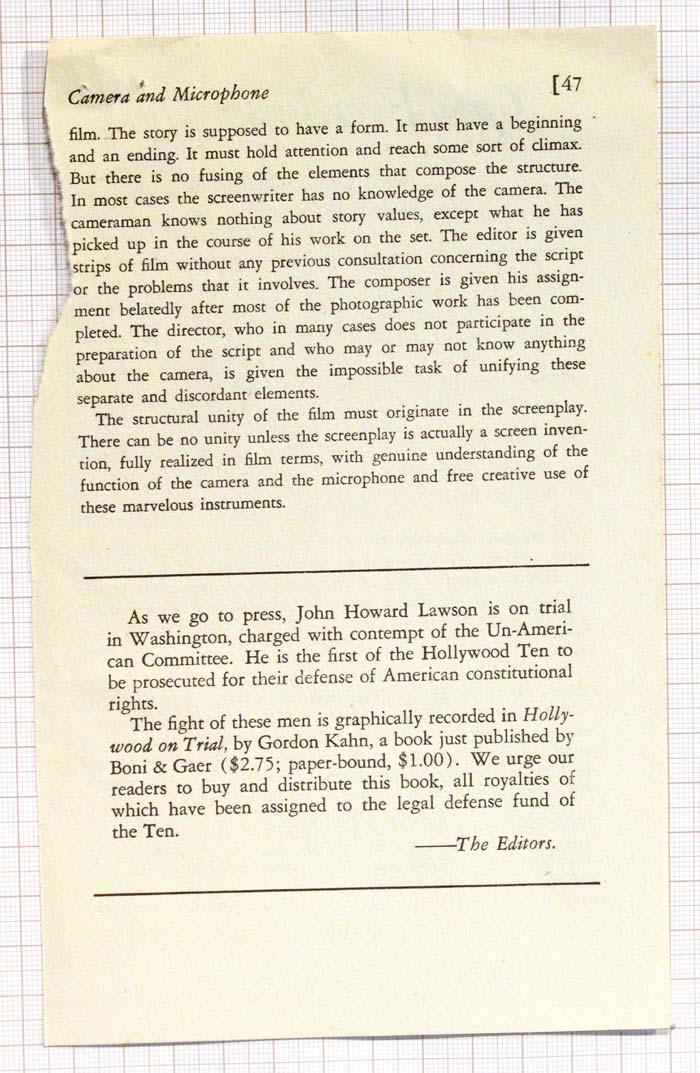 Camera and Microphone [47
film. The story is supposed to have a form. It must have a beginning
and an ending. It must hold attention and reach some sort of climax.
But there is no fusing of the elements that compose the structure.
In most cases the screenwriter has no knowledge of the camera. The
cameraman knows nothing about story values, except what he has
picked up in the course of his work on the set. The editor is given
strips of film without any previous consultation concerning the script
or the problems that it involves. The composer is given his assign-
ment belatedly after most of the photographic work has been com-
pleted. The director, who in many cases does not participate in the
preparation of the script and who may or may not know anything
about the camera, is given the impossible task of unifying these
separate and discordant elements.
The structural unity of the film must originate in the screenplay.
There can be no unity unless the screenplay is actually a screen inven-
tion, fully realized in film terms, with genuine understanding of the
function of the camera and the microphone and free creative use of
these marvelous instruments.
As we go to press, John Howard Lawson is on trial
in Washington, charged with contempt of the Un-Ameri-
can Committee. He is the first of the Hollywood Ten to
be prosecuted for their defense of American constitutional
rights.
The fight of these men is graphically recorded in Holly-
wood on Trial, by Gordon Kahn, a book just published by
Boni & Gaer ($2.75; paper-bound, $1.00). We urge our
readers to buy and distribute this book, all royalties of
which have been assigned to the legal defense fund of
the Ten.
——The Editors.